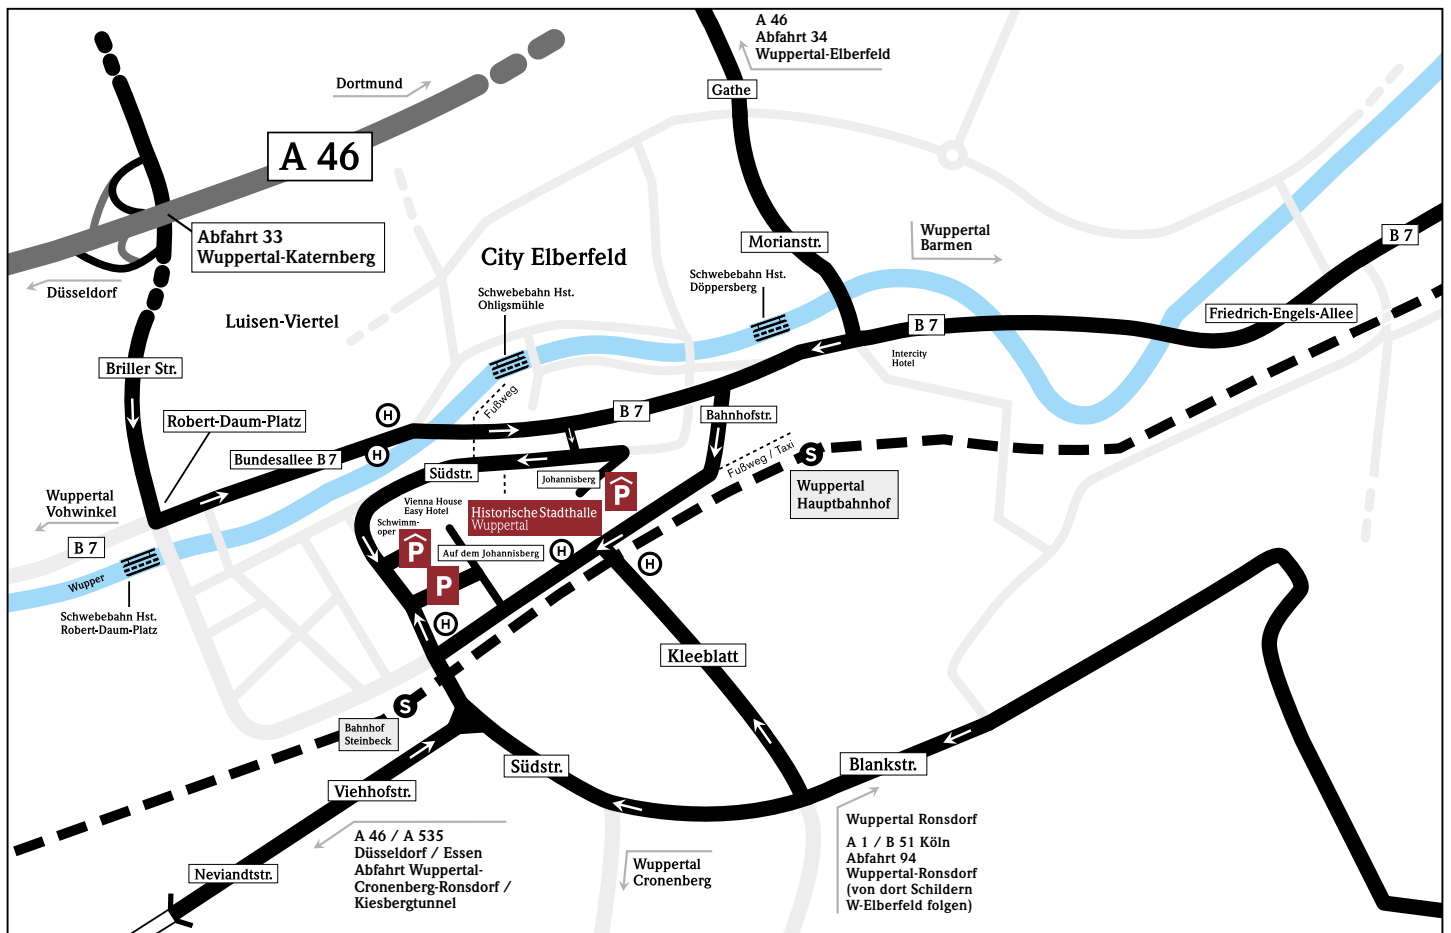 A 46
Abfahrt 34
Wuppertal-Elberfeld
Dortmund
Gathe
A 46
Abfahrt 33
Wuppertal-Katernberg
City Elberfeld
Morianstr.
Wuppertal
Barmen
B 7
Schwebebahn Hst.
Döppersberg
Düsseldorf
Schwebebahn Hst.
Ohligsmühle
Luisen-Viertel
Friedrich-Engels-Allee
B 7
Intercity
Hotel
Briller Str.
Fußweg
B 7
Bahnhofstr.
H
Robert-Daum-Platz
H
Bundesallee B 7
Südstr.
Johannisberg
Fußweg / Taxi
S
Wuppertal
Hauptbahnhof
Wuppertal
Vohwinkel
B 7
Vienna House
Easy Hotel
Historische Stadthalle
Wuppertal
P
Schwimm-
oper
P
Auf dem Johannisberg
H
H
P
Wupper
Schwebebahn Hst.
Robert-Daum-Platz
H
Kleeblatt
S
Bahnhof
Steinbeck
Südstr.
Blankstr.
Viehhofstr.
A 46 / A 535
Düsseldorf / Essen
Abfahrt Wuppertal-
Cronenberg-Ronsdorf /
Kiesbergtunnel
Neviandtstr.
Wuppertal
Cronenberg
Wuppertal Ronsdorf
A 1 / B 51 Köln
Abfahrt 94
Wuppertal-Ronsdorf
(von dort Schildern
W-Elberfeld folgen)